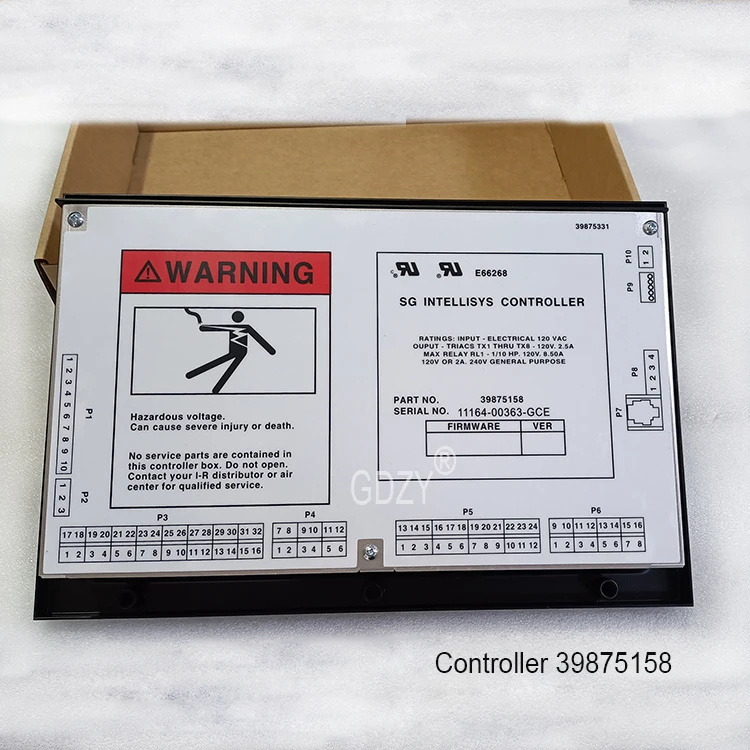 39875331
WARNING
Hazardous voltage.
Can cause severe injury or death.
No service parts are contained in
this controller box. Do not open.
Contact your I-R distributor or air
center for qualified service.
E66268
SG INTELLISYS CONTROLLER
RATINGS: INPUT - ELECTRICAL 120 VAC
OUPUT - TRIACS TX1 THRU TX8 - 120V. 2.5A
MAX RELAY RL1 - 1/10 HP. 120V. 8.50A
120V OR 2A. 240V GENERAL PURPOSE
PART NO. 39875158
SERIAL NO. 11164-00363-GCE
FIRMWARE VER
P10
1 2
P9
P8
1 2 3 4
P7
P1
1 2 3 4 5 6 7 8 9 10
P2
1 2 3
P3
17 18 19 20 21 22 23 24 25 26 27 28 29 30 31 32
1 2 3 4 5 6 7 8 9 10 11 12 13 14 15 16
P4
7 8 9 10 11 12
1 2 3 4 5 6
P5
13 14 15 16 17 18 19 20 21 22 23 24
1 2 3 4 5 6 7 8 9 10 11 12
P6
9 10 11 12 13 14 15 16
1 2 3 4 5 6 7 8
GDZY®
Controller 39875158